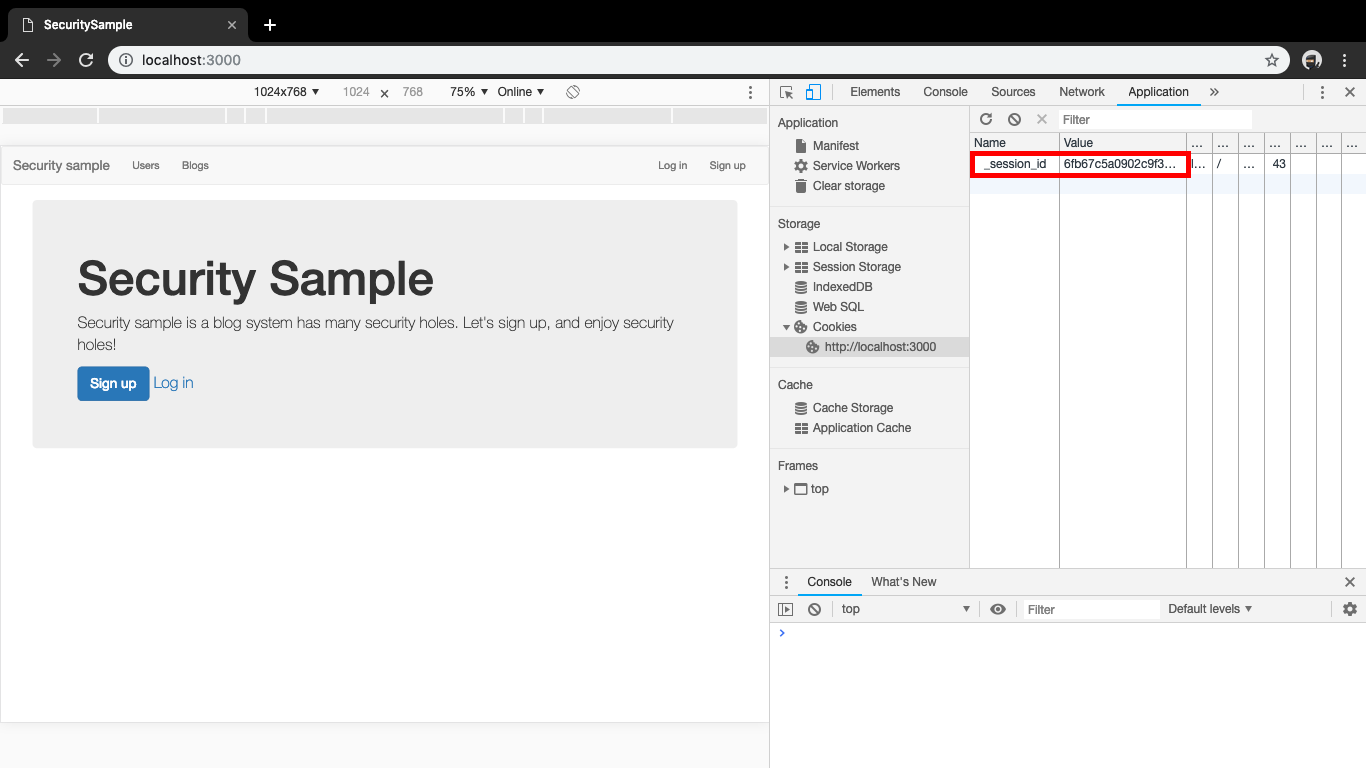 SecuritySample
localhost:3000
1024x768 ▼ 1024 × 768 75% ▼ Online ▼
Elements Console Sources Network Application »
Security sample Users Blogs Log in Sign up
Security Sample
Security sample is a blog system has many security holes. Let's sign up, and enjoy security
holes!
Sign up Log in
Application
Manifest
Service Workers
Clear storage
Storage
Local Storage
Session Storage
IndexedDB
Web SQL
Cookies
http://localhost:3000
Cache
Cache Storage
Application Cache
Frames
top
Filter
Name Value ... ... ... ... ... ... ...
_session_id 6fb67c5a0902c9f3... l... / ... 43
Console What's New
top ▼ Filter Default levels ▼